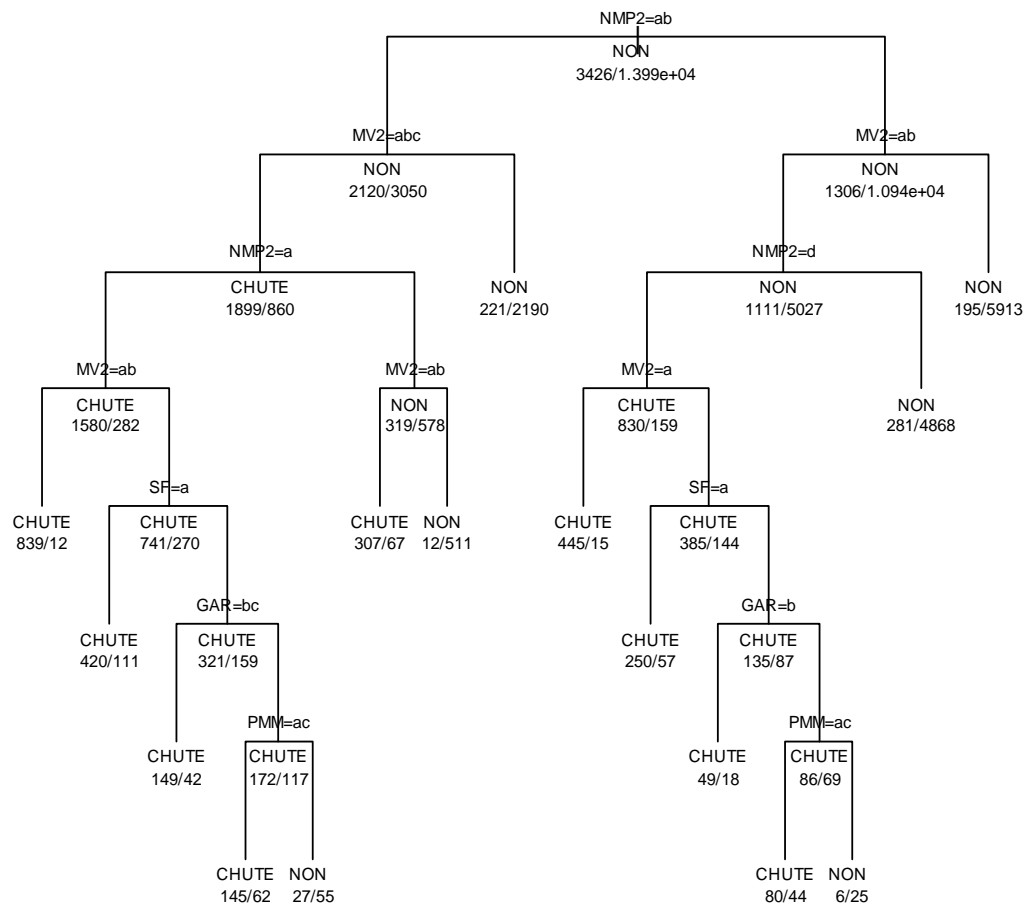 NMP2=ab
NON
3426/1.399e+04
MV2=abc
MV2=ab
NON
NON
2120/3050
1306/1.094e+04
NMP2=a
NMP2=d
CHUTE
NON
NON
NON
1899/860
221/2190
1111/5027
195/5913
MV2=ab
MV2=ab
MV2=a
CHUTE
NON
CHUTE
NON
1580/282
319/578
830/159
281/4868
SF=a
SF=a
CHUTE
CHUTE
CHUTE
NON
CHUTE
CHUTE
839/12
741/270
307/67
12/511
445/15
385/144
GAR=bc
GAR=b
CHUTE
CHUTE
CHUTE
CHUTE
420/111
321/159
250/57
135/87
PMM=ac
PMM=ac
CHUTE
CHUTE
CHUTE
CHUTE
149/42
172/117
49/18
86/69
CHUTE
NON
CHUTE
NON
145/62
27/55
80/44
6/25